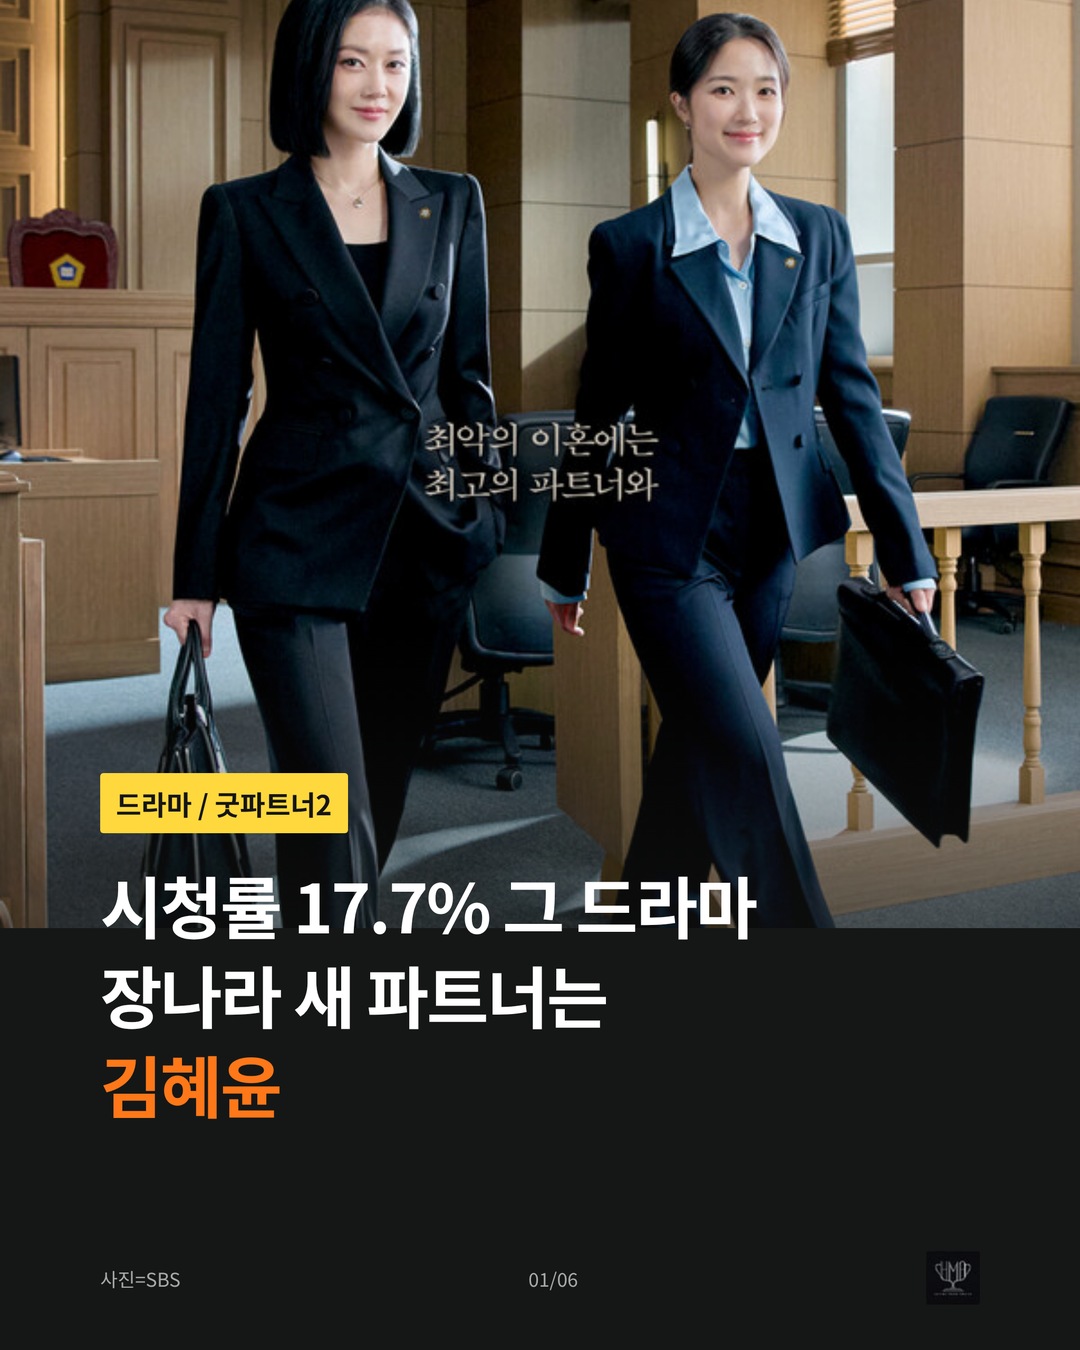 최악의 이혼에는
최고의 파트너와
드라마 / 굿파트너2
시청률 17.7% 그 드라마
장나라 새 파트너는
김혜윤
사진=SBS
01/06